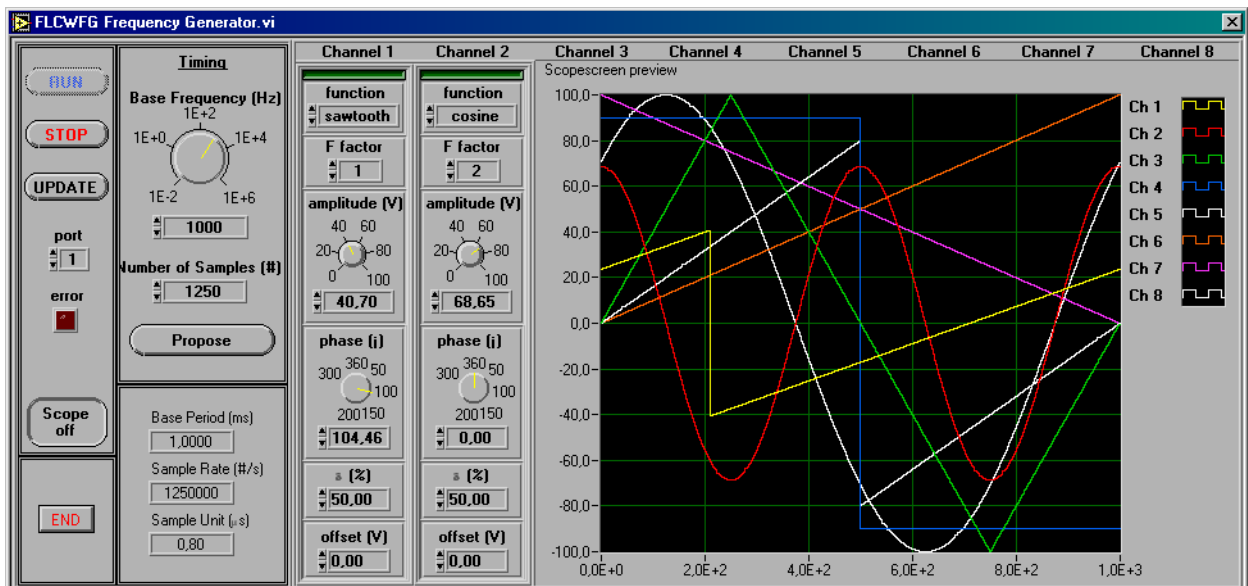 FLCWFG Frequency Generator.vi
RUN
STOP
UPDATE
port
1
error
Scope
off
END
Timing
Base Frequency (Hz)
1E+2
1E+0
1E+4
1E-2
1E+6
1000
Number of Samples (#)
1250
Propose
Base Period (ms)
1,0000
Sample Rate (#/s)
1250000
Sample Unit (µs)
0,80
Channel 1
Channel 2
Channel 3
Channel 4
Channel 5
Channel 6
Channel 7
Channel 8
function
sawtooth
F factor
1
amplitude (V)
40 60
20 80
0 100
40,70
phase (¡)
360
300 50
100
200 150
104,46
(%)
50,00
offset (V)
0,00
function
cosine
F factor
2
amplitude (V)
40 60
20 80
0 100
68,65
phase (¡)
360
300 50
100
200 150
0,00
(%)
50,00
offset (V)
0,00
Scopescreen preview
100,0
80,0
60,0
40,0
20,0
0,0
-20,0
-40,0
-60,0
-80,0
-100,0
0,0E+0
2,0E+2
4,0E+2
6,0E+2
8,0E+2
1,0E+3
Ch 1
Ch 2
Ch 3
Ch 4
Ch 5
Ch 6
Ch 7
Ch 8